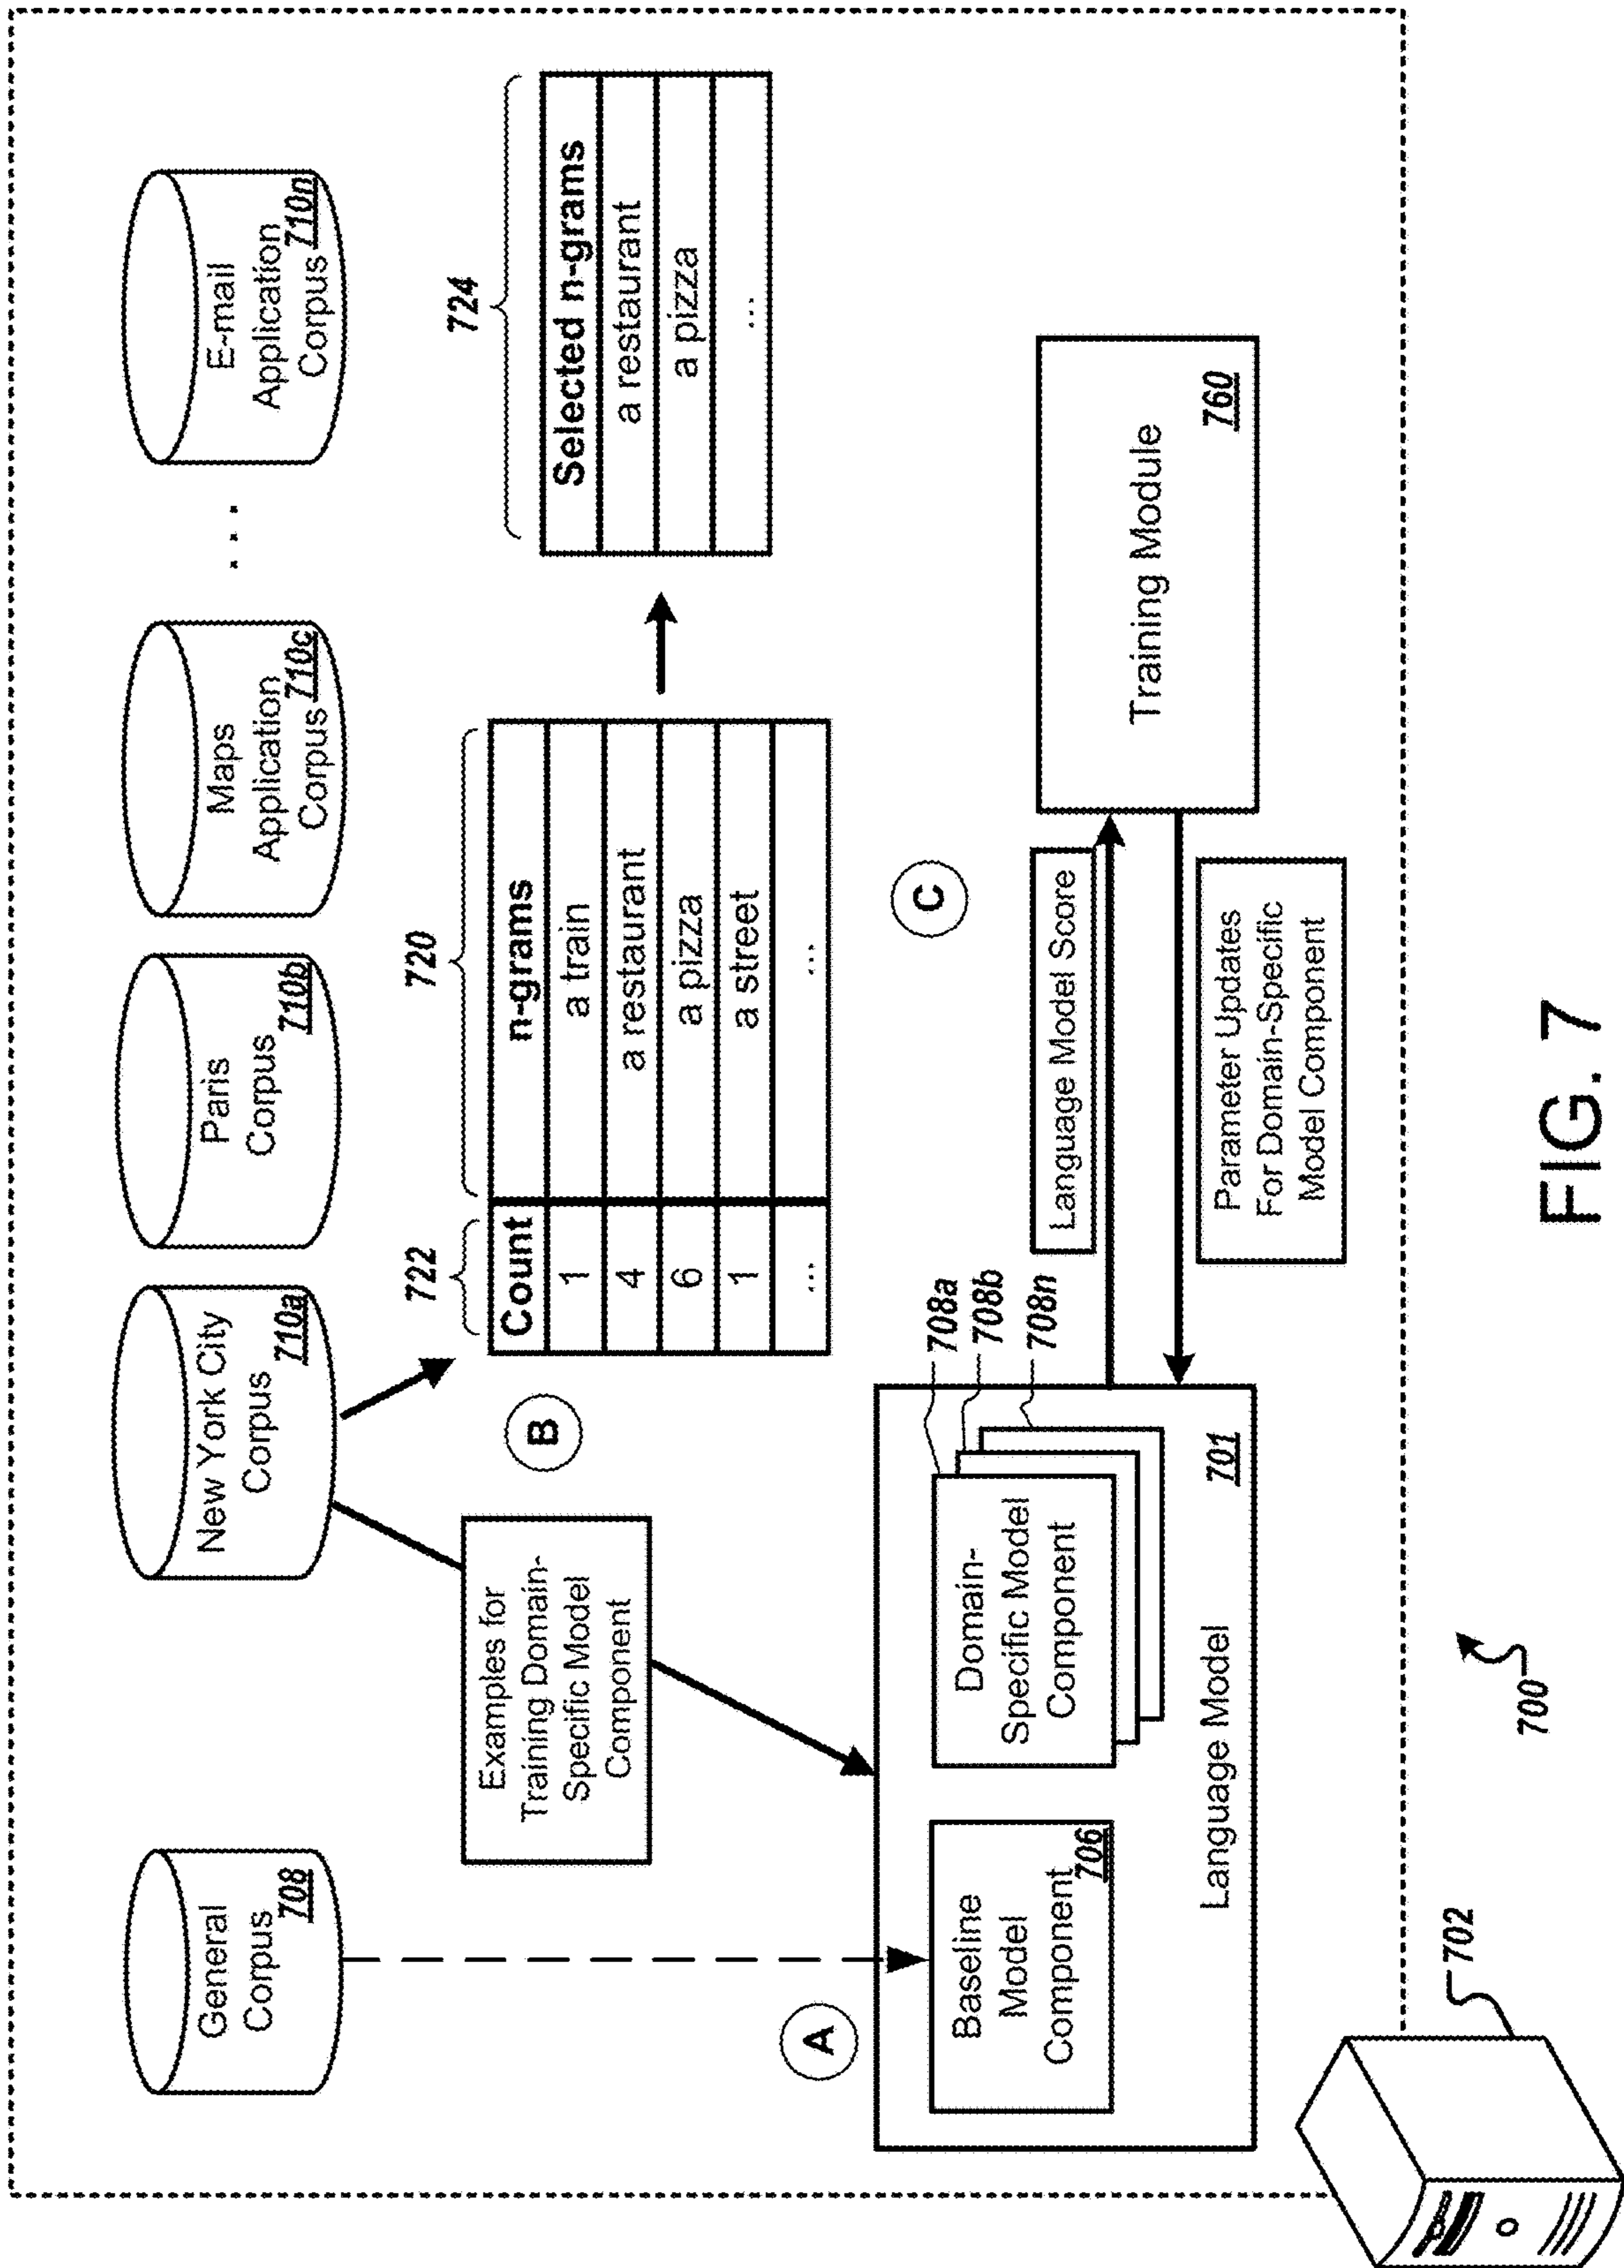 General
Corpus
708
New York City
Corpus
710a
Paris
Corpus
710b
Maps
Application
Corpus
710c
. . .
E-mail
Application
Corpus
710n
Examples for
Training Domain-
Specific Model
Component
B
722
720
Count n-grams
1 a train
4 a restaurant
6 a pizza
1 a street
... ...
724
Selected n-grams
a restaurant
a pizza
...
A
Baseline
Model
Component
706
Domain-
Specific Model
Component
708a
708b
708n
Language Model
701
C
Language Model Score
Parameter Updates
For Domain-Specific
Model Component
Training Module
760
702
700
FIG. 7